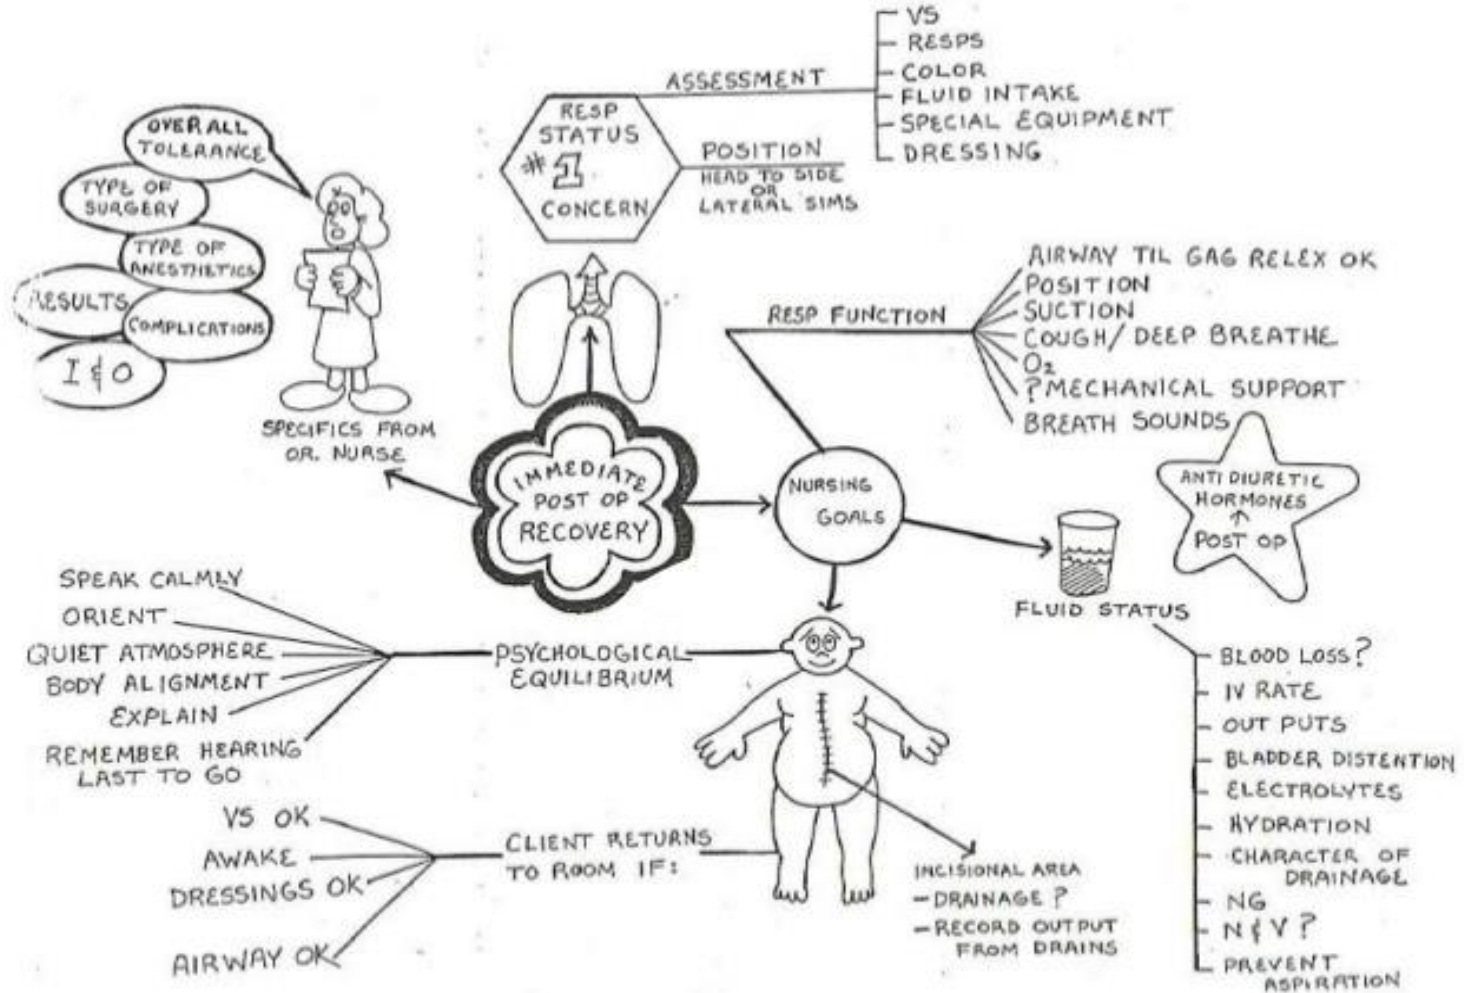 VS
RESPS
COLOR
FLUID INTAKE
SPECIAL EQUIPMENT
DRESSING
ASSESSMENT
RESP
STATUS
#1
CONCERN
POSITION
HEAD TO SIDE
OR
LATERAL SIMS
OVERALL
TOLERANCE
TYPE OF
SURGERY
TYPE OF
ANESTHETICS
RESULTS
COMPLICATIONS
I & O
SPECIFICS FROM
OR. NURSE
IMMEDIATE
POST OP
RECOVERY
NURSING
GOALS
RESP FUNCTION
AIRWAY TIL GAG RELEX OK
POSITION
SUCTION
COUGH/DEEP BREATHE
O2
?MECHANICAL SUPPORT
BREATH SOUNDS
ANTI DIURETIC
HORMONES
↑
POST OP
FLUID STATUS
BLOOD LOSS?
IV RATE
OUT PUTS
BLADDER DISTENTION
ELECTROLYTES
HYDRATION
CHARACTER OF
DRAINAGE
NG
N & V?
PREVENT
ASPIRATION
PSYCHOLOGICAL
EQUILIBRIUM
SPEAK CALMLY
ORIENT
QUIET ATMOSPHERE
BODY ALIGNMENT
EXPLAIN
REMEMBER HEARING
LAST TO GO
CLIENT RETURNS
TO ROOM IF:
VS OK
AWAKE
DRESSINGS OK
AIRWAY OK
INCISIONAL AREA
- DRAINAGE?
- RECORD OUTPUT
FROM DRAINS